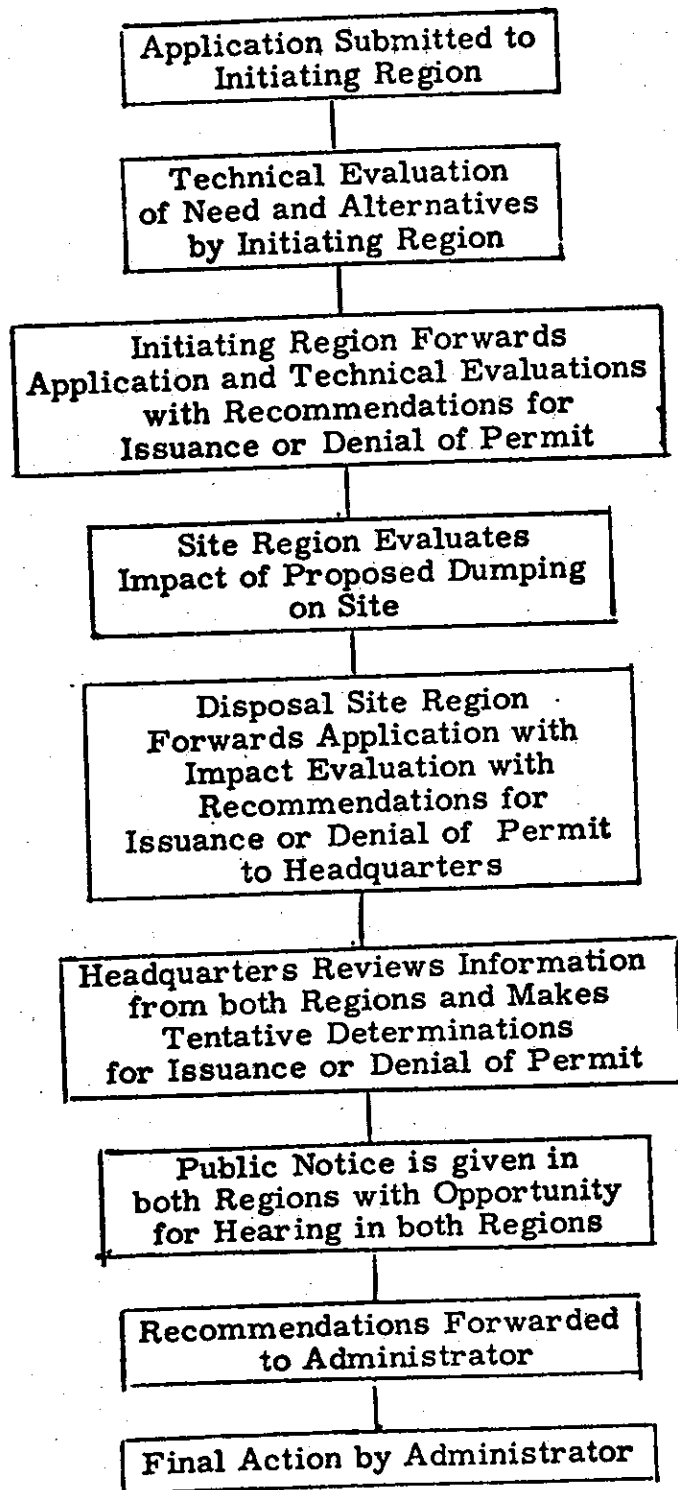 Application Submitted to
Initiating Region
Technical Evaluation
of Need and Alternatives
by Initiating Region
Initiating Region Forwards
Application and Technical Evaluations
with Recommendations for
Issuance or Denial of Permit
Site Region Evaluates
Impact of Proposed Dumping
on Site
Disposal Site Region
Forwards Application with
Impact Evaluation with
Recommendations for
Issuance or Denial of Permit
to Headquarters
Headquarters Reviews Information
from both Regions and Makes
Tentative Determinations
for Issuance or Denial of Permit
Public Notice is given in
both Regions with Opportunity
for Hearing in both Regions
Recommendations Forwarded
to Administrator
Final Action by Administrator